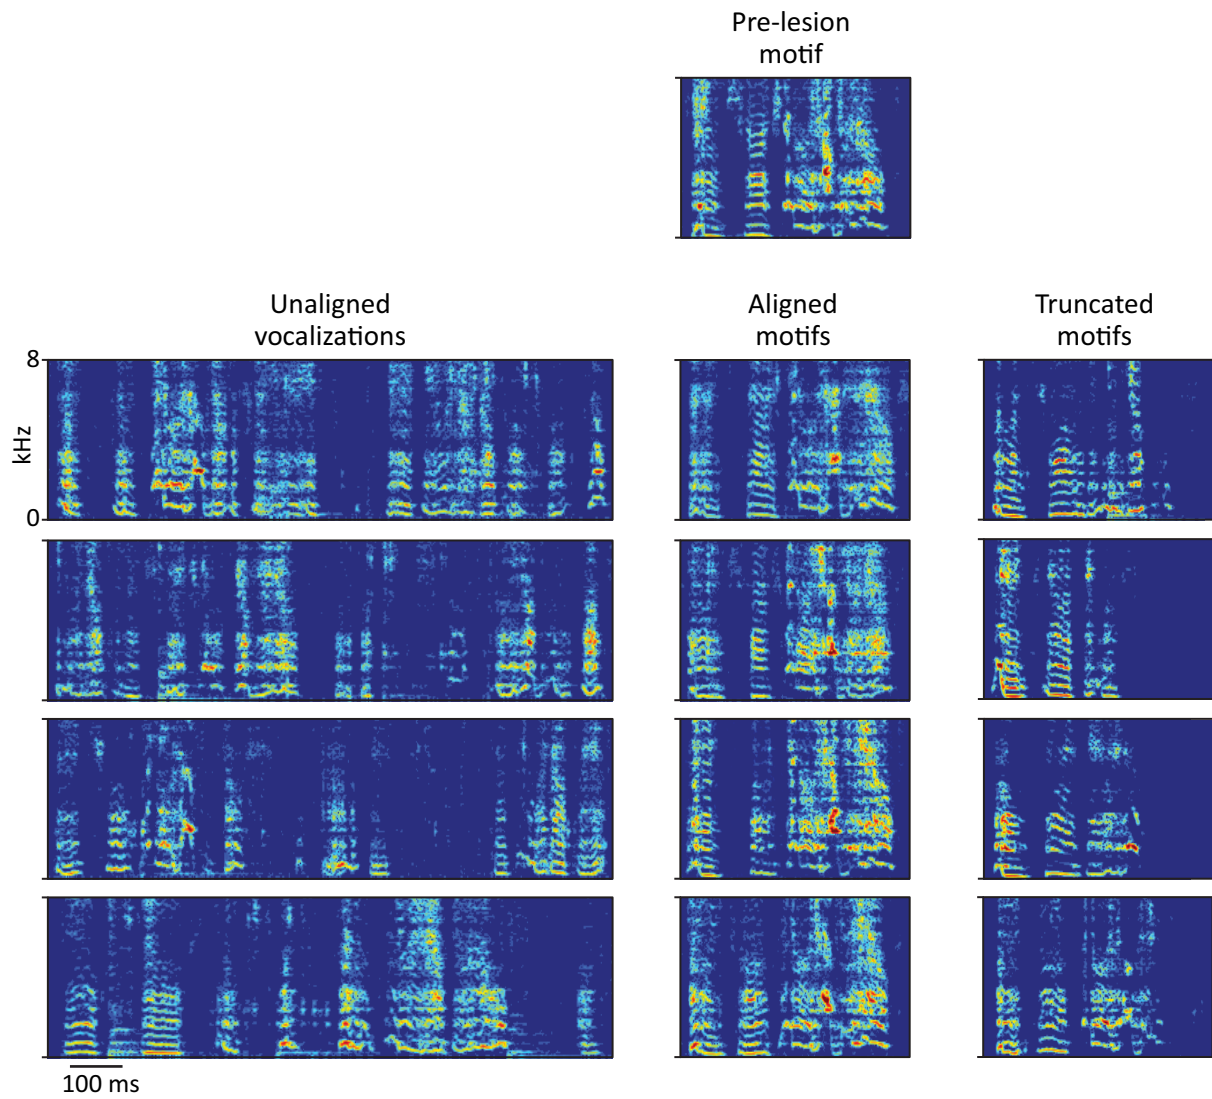 Pre-lesion
motif
Unaligned
vocalizations
Aligned
motifs
Truncated
motifs
8
kHz
0
100 ms